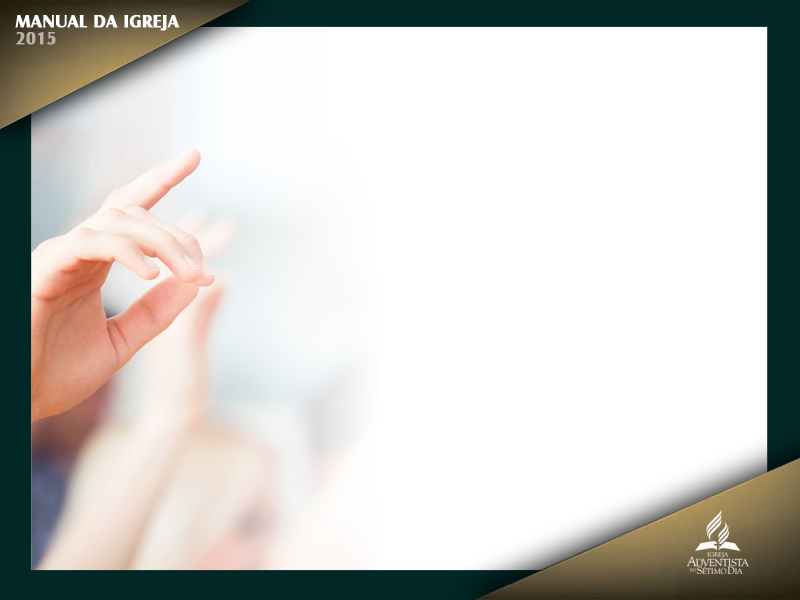 MANUAL DA IGREJA
2015
IGREJA
ADVENTISTA
DO SÉTIMO DIA